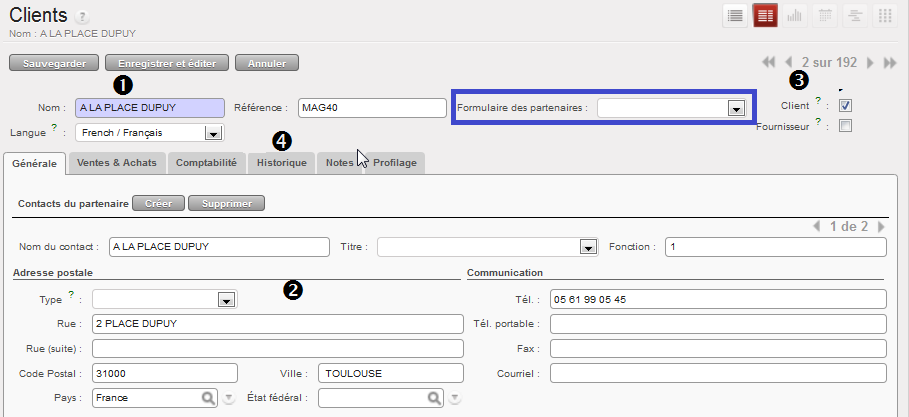 Clients ?
Nom : A LA PLACE DUPUY
Sauvegarder Enregistrer et éditer Annuler 2 sur 192
1 3
Nom : A LA PLACE DUPUY Référence : MAG40 Formulaire des partenaires : Client ? :
Langue ? : French / Français Fournisseur ? :
4
Générale Ventes & Achats Comptabilité Historique Notes Profilage
Contacts du partenaire Créer Supprimer
1 de 2
Nom du contact : A LA PLACE DUPUY Titre : Fonction : 1
Adresse postale Communication
2
Type ? : Tél. : 05 61 99 05 45
Rue : 2 PLACE DUPUY Tél. portable :
Rue (suite) : Fax :
Code Postal : 31000 Ville : TOULOUSE Courriel :
Pays : France État fédéral :